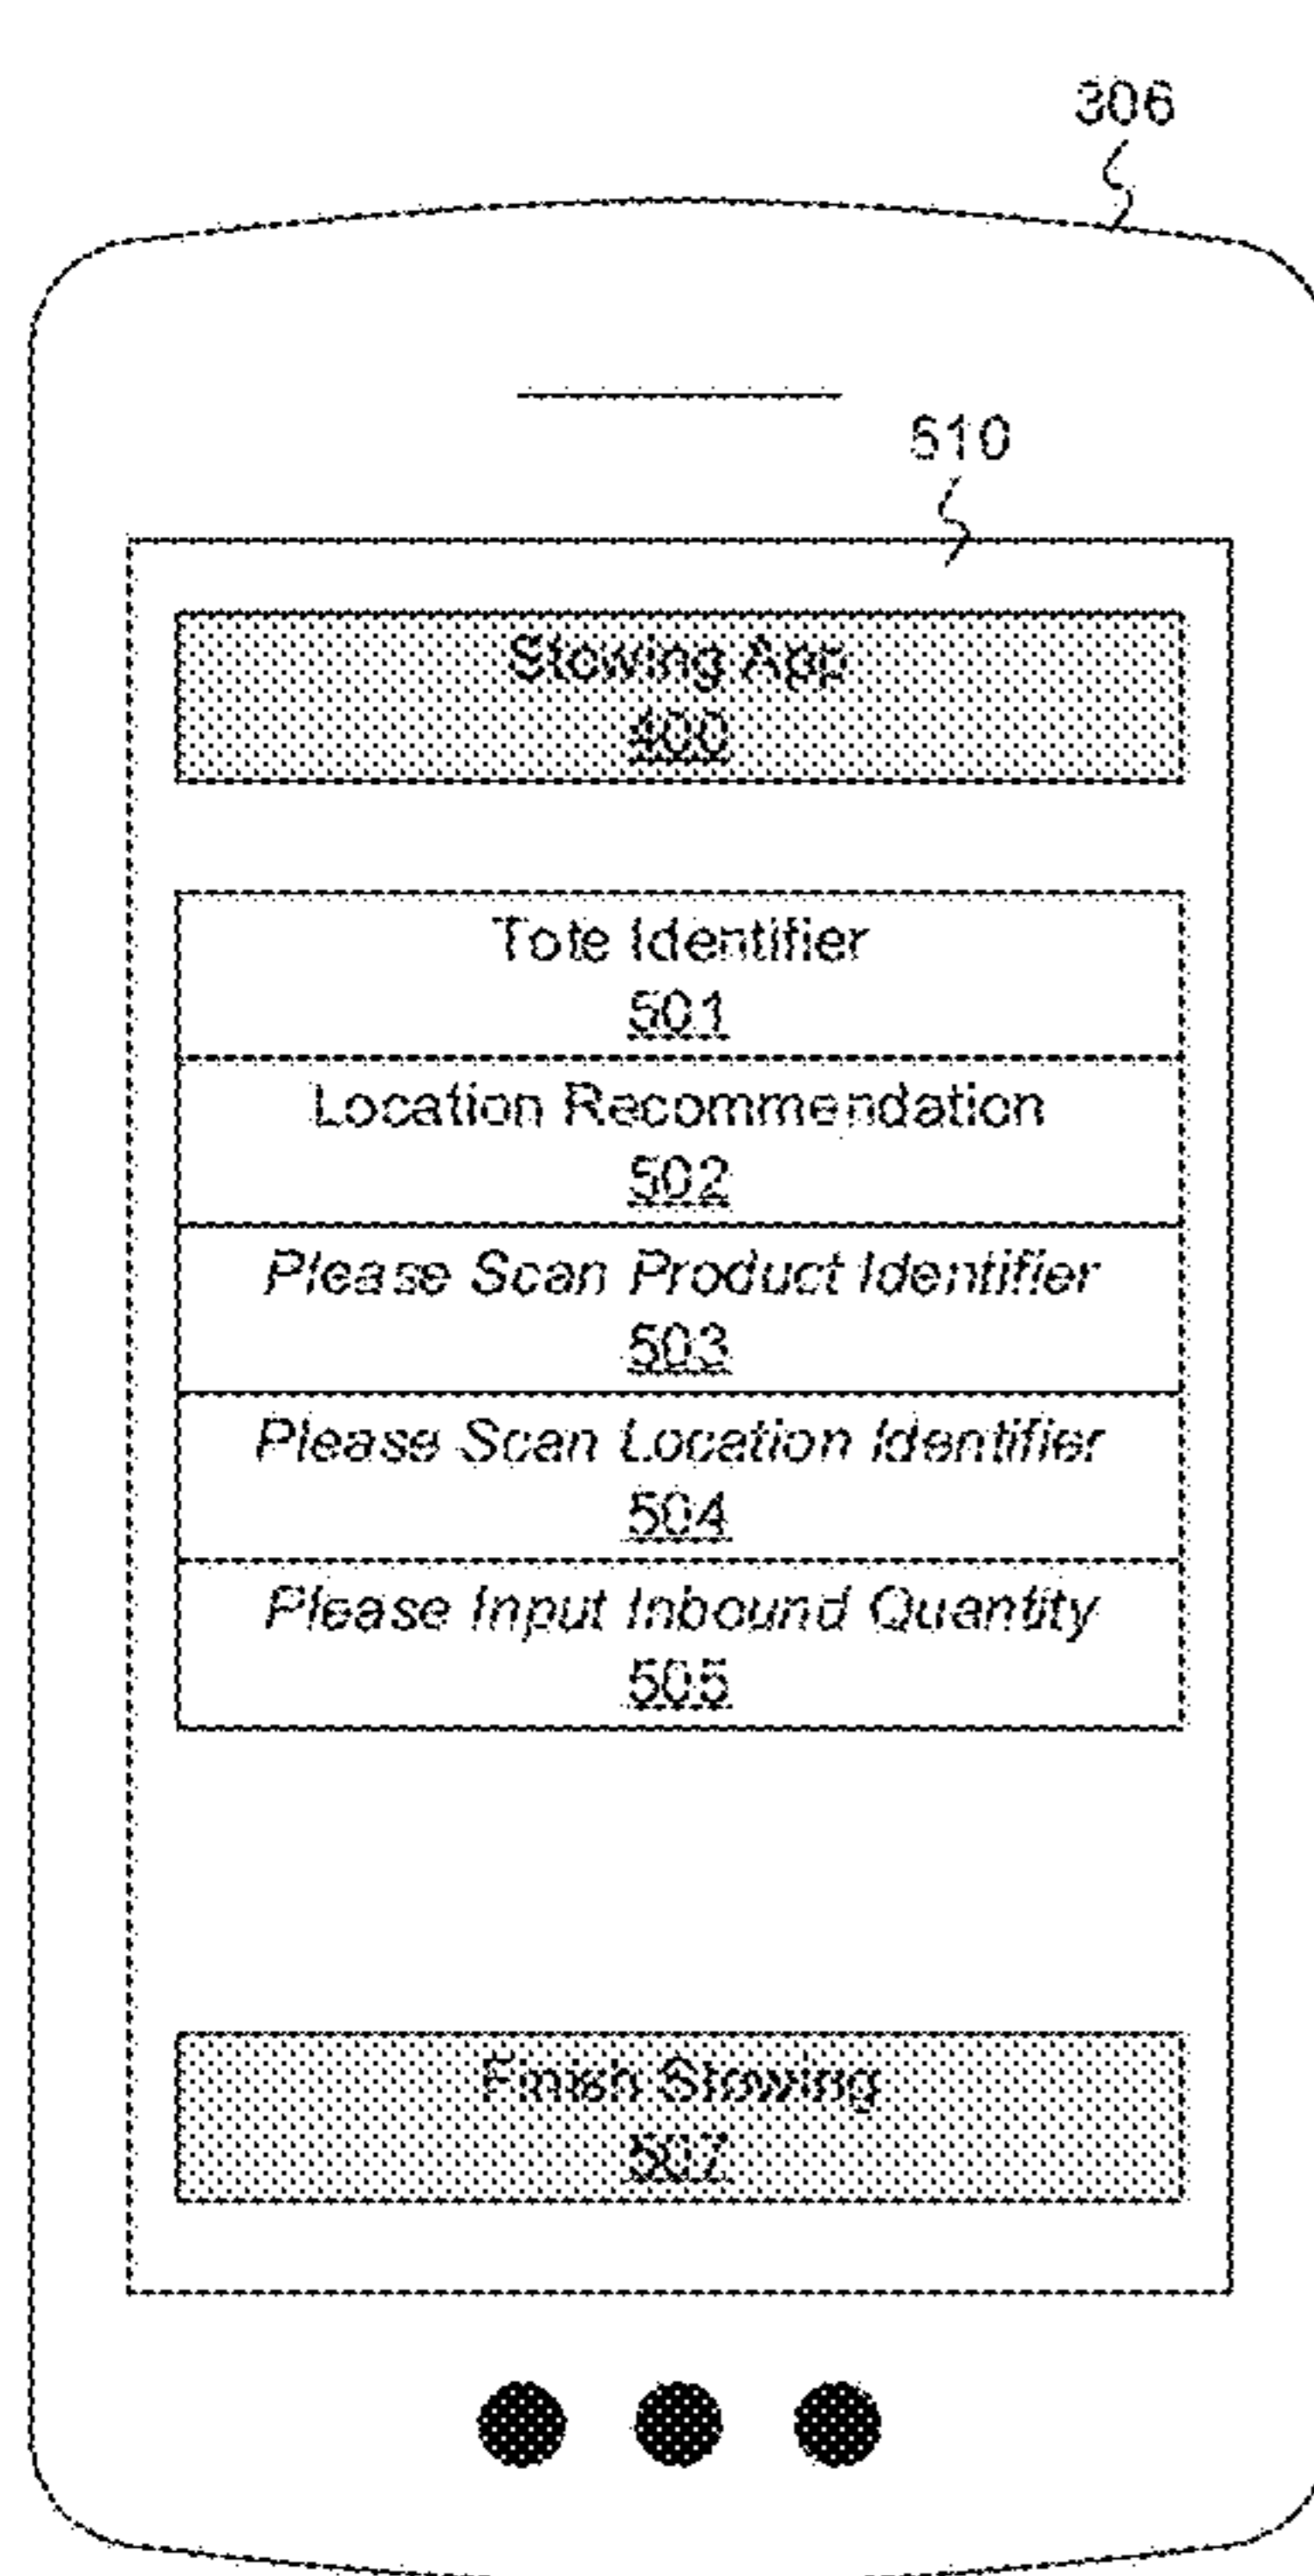 306
510
Stowing App
400
Tote Identifier
501
Location Recommendation
502
Please Scan Product Identifier
503
Please Scan Location Identifier
504
Please Input Inbound Quantity
505
Finish Stowing
507